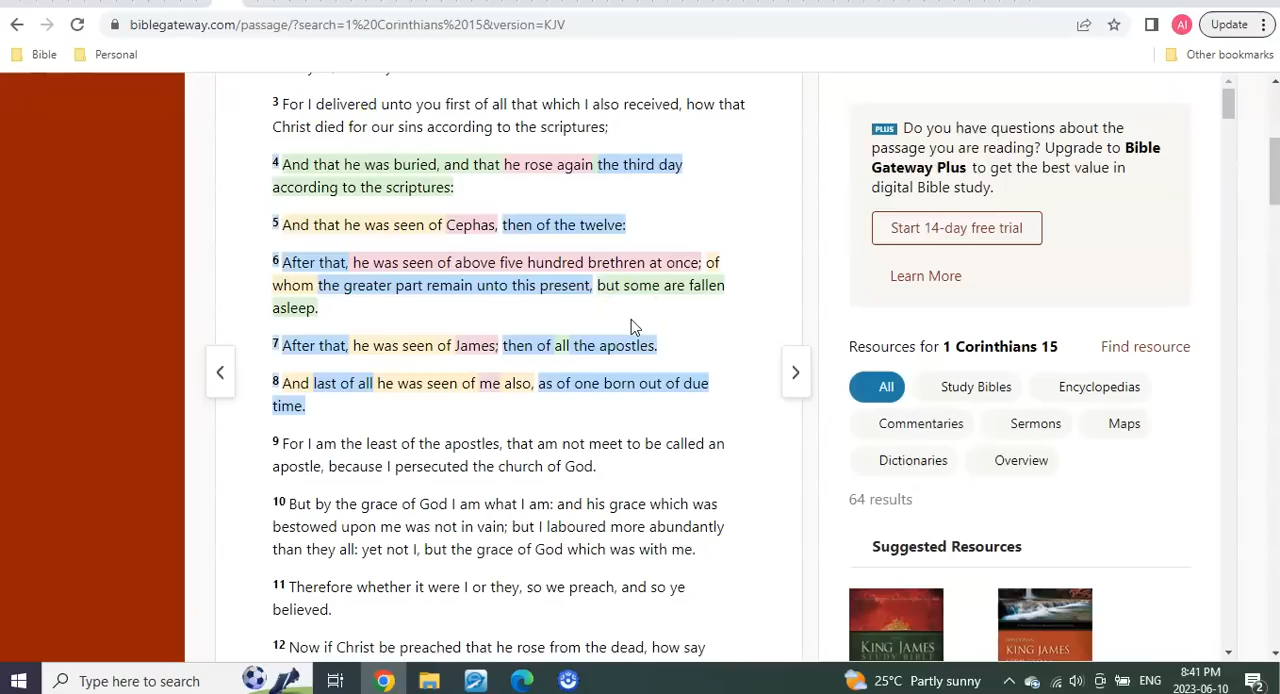 biblegateway.com/passage/?search=1%20Corinthians%2015&version=KJV
AI
Update
Bible
Personal
Other bookmarks
3 For I delivered unto you first of all that which I also received, how that
Christ died for our sins according to the scriptures;
4 And that he was buried, and that he rose again the third day
according to the scriptures:
5 And that he was seen of Cephas, then of the twelve:
6 After that, he was seen of above five hundred brethren at once; of
whom the greater part remain unto this present, but some are fallen
asleep.
7 After that, he was seen of James; then of all the apostles.
8 And last of all he was seen of me also, as of one born out of due
time.
9 For I am the least of the apostles, that am not meet to be called an
apostle, because I persecuted the church of God.
10 But by the grace of God I am what I am: and his grace which was
bestowed upon me was not in vain; but I laboured more abundantly
than they all: yet not I, but the grace of God which was with me.
11 Therefore whether it were I or they, so we preach, and so ye
believed.
12 Now if Christ be preached that he rose from the dead, how say
PLUS Do you have questions about the
passage you are reading? Upgrade to Bible
Gateway Plus to get the best value in
digital Bible study.
Start 14-day free trial
Learn More
Resources for 1 Corinthians 15
Find resource
All
Study Bibles
Encyclopedias
Commentaries
Sermons
Maps
Dictionaries
Overview
64 results
Suggested Resources
KING JAMES
KING JAMES
Type here to search
25°C Partly sunny
ENG
8:41 PM
2023-06-10
2